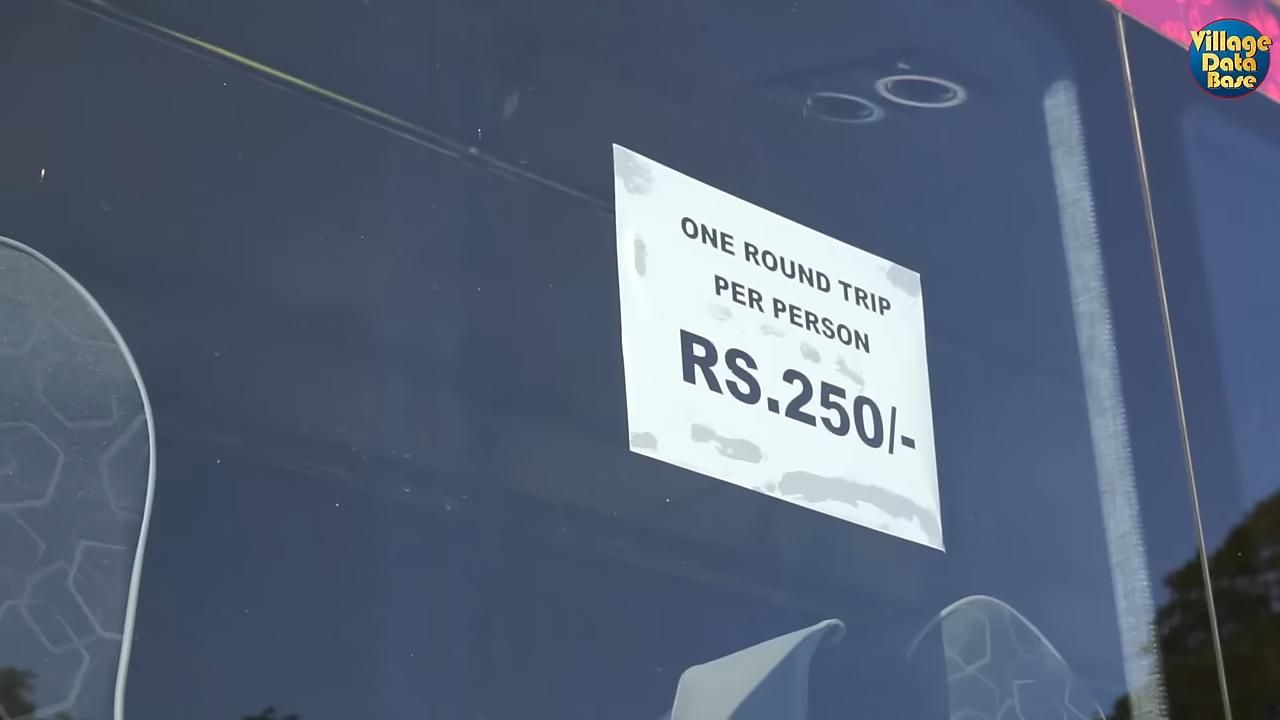 Village
Data
Base
ONE ROUND TRIP
PER PERSON
RS.250/-